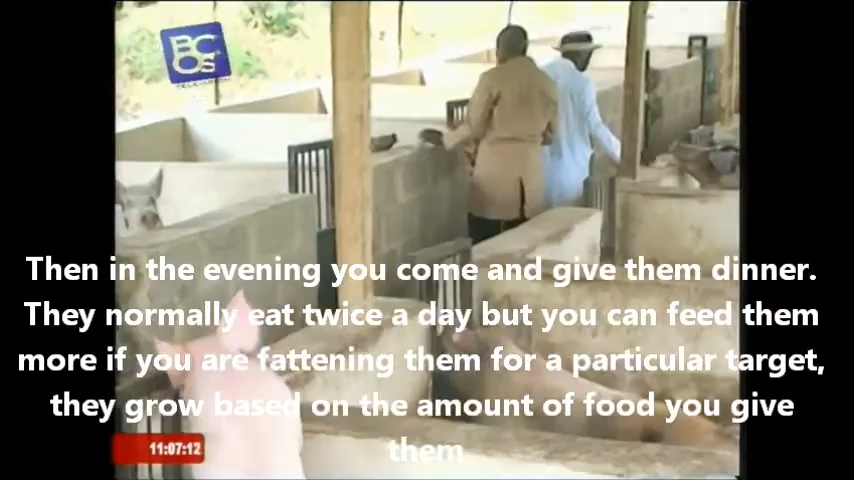 BC
Os
Then in the evening you come and give them dinner.
They normally eat twice a day but you can feed them
more if you are fattening them for a particular target,
they grow based on the amount of food you give
them
11:07:12